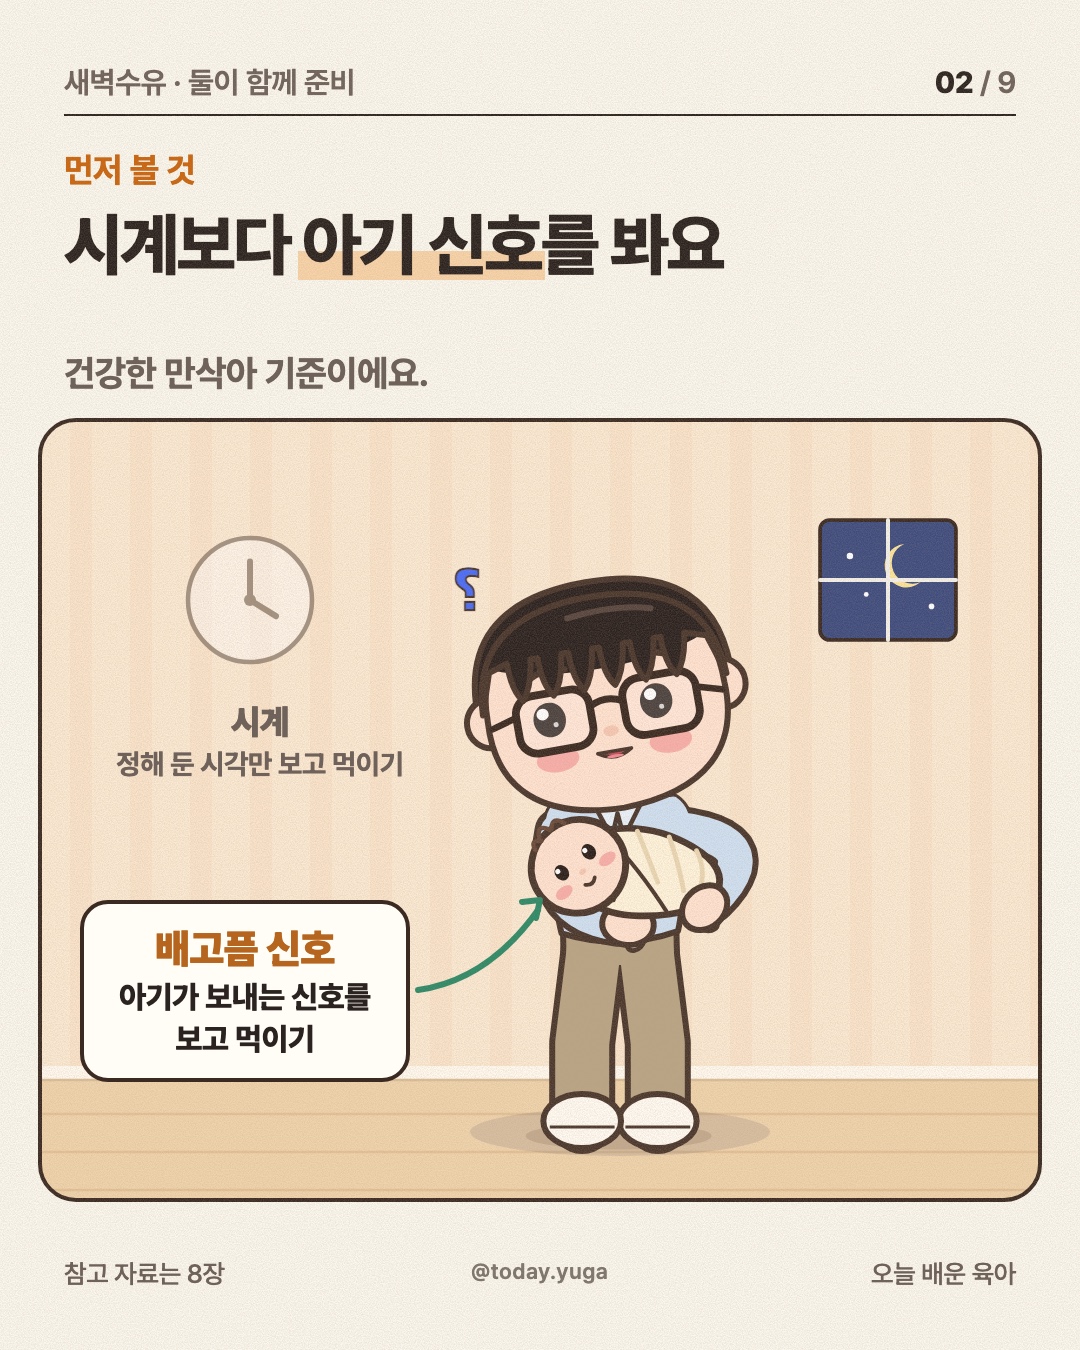 새벽수유 · 둘이 함께 준비
02 / 9
먼저 볼 것
시계보다 아기 신호를 봐요
건강한 만삭아 기준이에요.
?
시계
정해 둔 시각만 보고 먹이기
배고픔 신호
아기가 보내는 신호를
보고 먹이기
참고 자료는 8장
@today.yuga
오늘 배운 육아